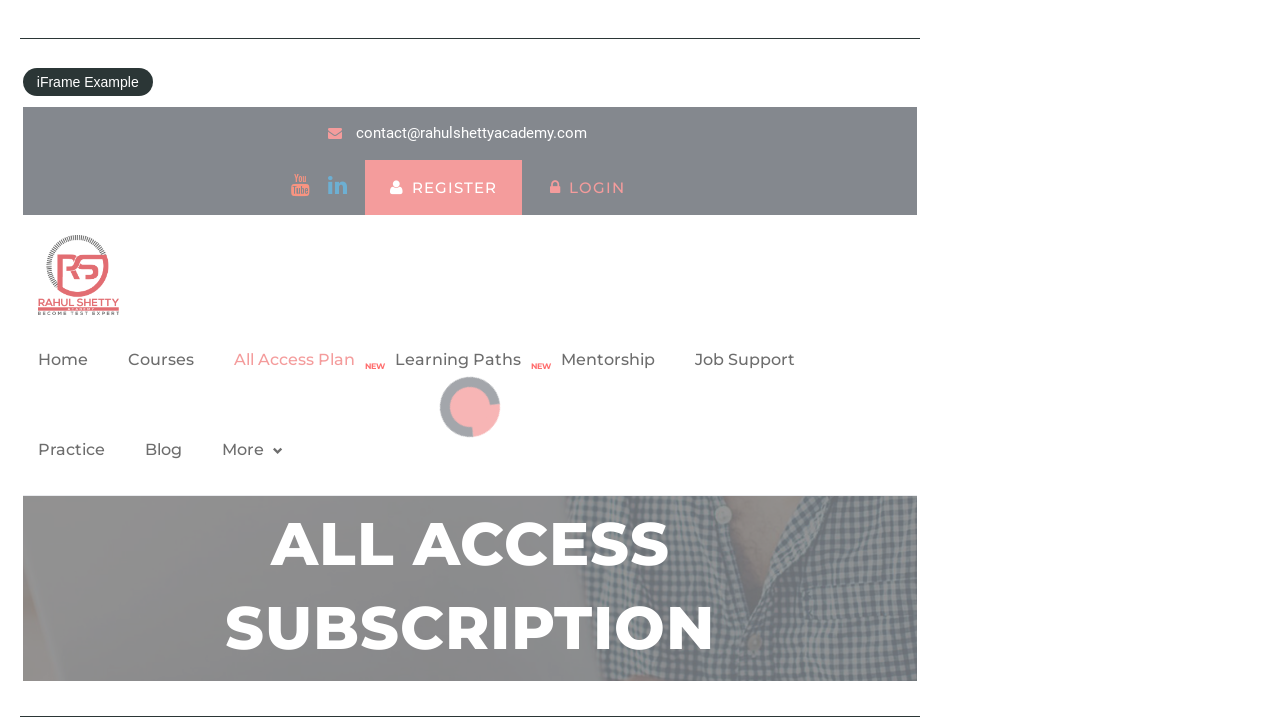 iFrame Example
contact@rahulshettyacademy.com
You
Tube
in
REGISTER
LOGIN
RS
RAHUL SHETTY
ACADEMY
BECOME TEST EXPERT
Home
Courses
All Access Plan
NEW
Learning Paths
NEW
Mentorship
Job Support
Practice
Blog
More
ALL ACCESS
SUBSCRIPTION